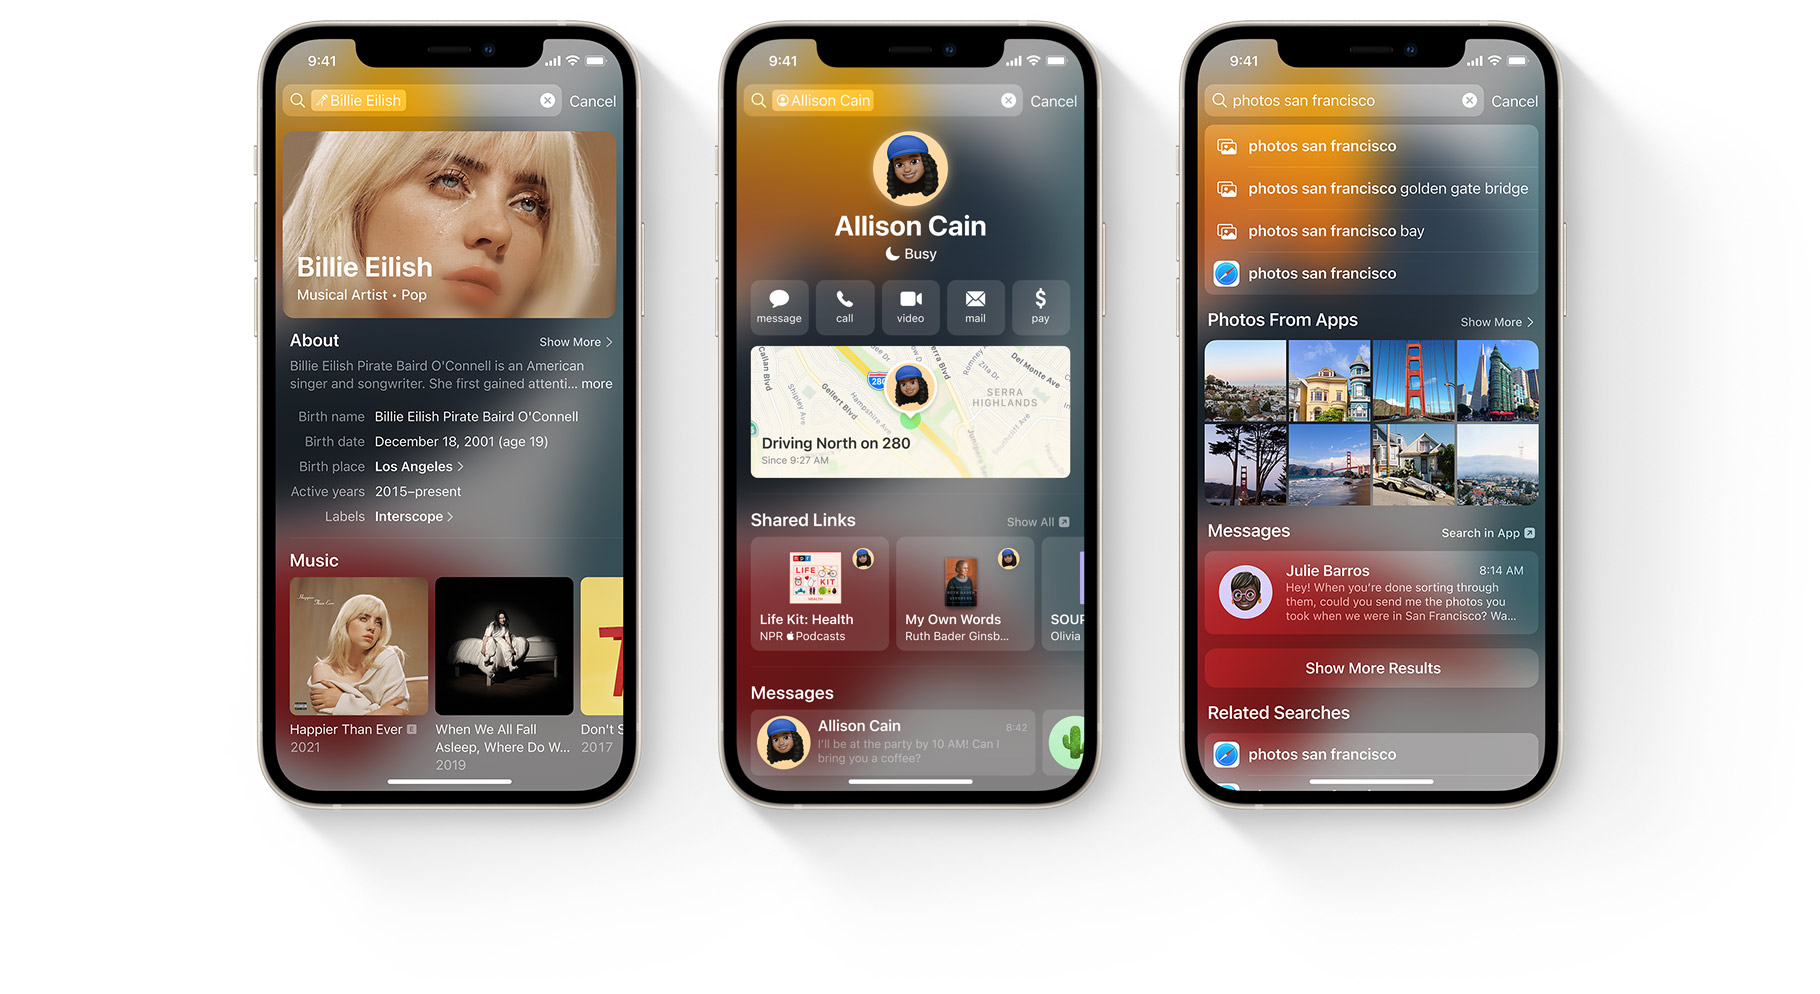 9:41
Billie Eilish
Cancel
Billie Eilish
Musical Artist • Pop
About
Show More
Billie Eilish Pirate Baird O'Connell is an American
singer and songwriter. She first gained attenti... more
Birth name Billie Eilish Pirate Baird O'Connell
Birth date December 18, 2001 (age 19)
Birth place Los Angeles
Active years 2015–present
Labels Interscope
Music
Happier Than Ever E
2021
When We All Fall
Asleep, Where Do W...
2019
Don't S
2017
9:41
Allison Cain
Cancel
Allison Cain
Busy
message
call
video
mail
$
pay
Callan Blvd
Shipley Ave
Gellert Blvd
Hampshire Ave
280
Zita Dr.
Del Monte Ave
SERRA
HIGHLANDS
Driving North on 280
Since 9:27 AM
Shared Links
Show All
LIFE
KIT
HEALTH
Life Kit: Health
NPR Podcasts
My Own Words
Ruth Bader Ginsb...
SOUP
Olivia
Messages
Allison Cain
8:42
I'll be at the party by 10 AM! Can I
bring you a coffee?
9:41
photos san francisco
Cancel
photos san francisco
photos san francisco golden gate bridge
photos san francisco bay
photos san francisco
Photos From Apps
Show More
Messages
Search in App
Julie Barros
8:14 AM
Hey! When you're done sorting through
them, could you send me the photos you
took when we were in San Francisco? Wa...
Show More Results
Related Searches
photos san francisco